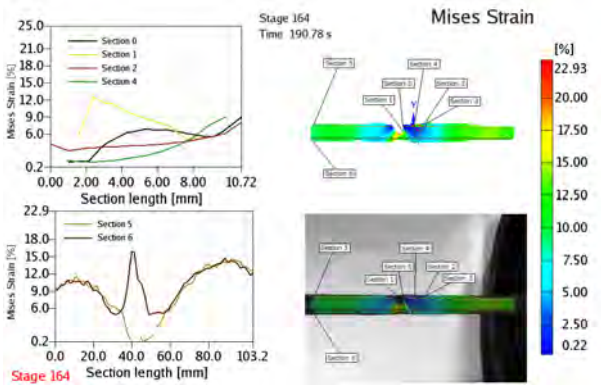 Stage 164
Time 190.78 s
Mises Strain
25.0
21.0
18.0
15.0
12.0
9.0
6.0
0.2
Mises Strain [%]
Section 0
Section 1
Section 2
Section 4
0.00
2.00
4.00
6.00
8.00
10.72
Section length [mm]
Section 5
Section 4
Section 6
[%]
22.93
20.00
17.50
15.00
12.50
10.00
7.50
5.00
2.50
0.22
22.9
18.0
15.0
12.0
9.0
6.0
0.2
Mises Strain [%]
Section 5
Section 6
0.0
20.0
40.0
60.0
80.0
103.2
Section length [mm]
Stage 164
Section 4
Section 1